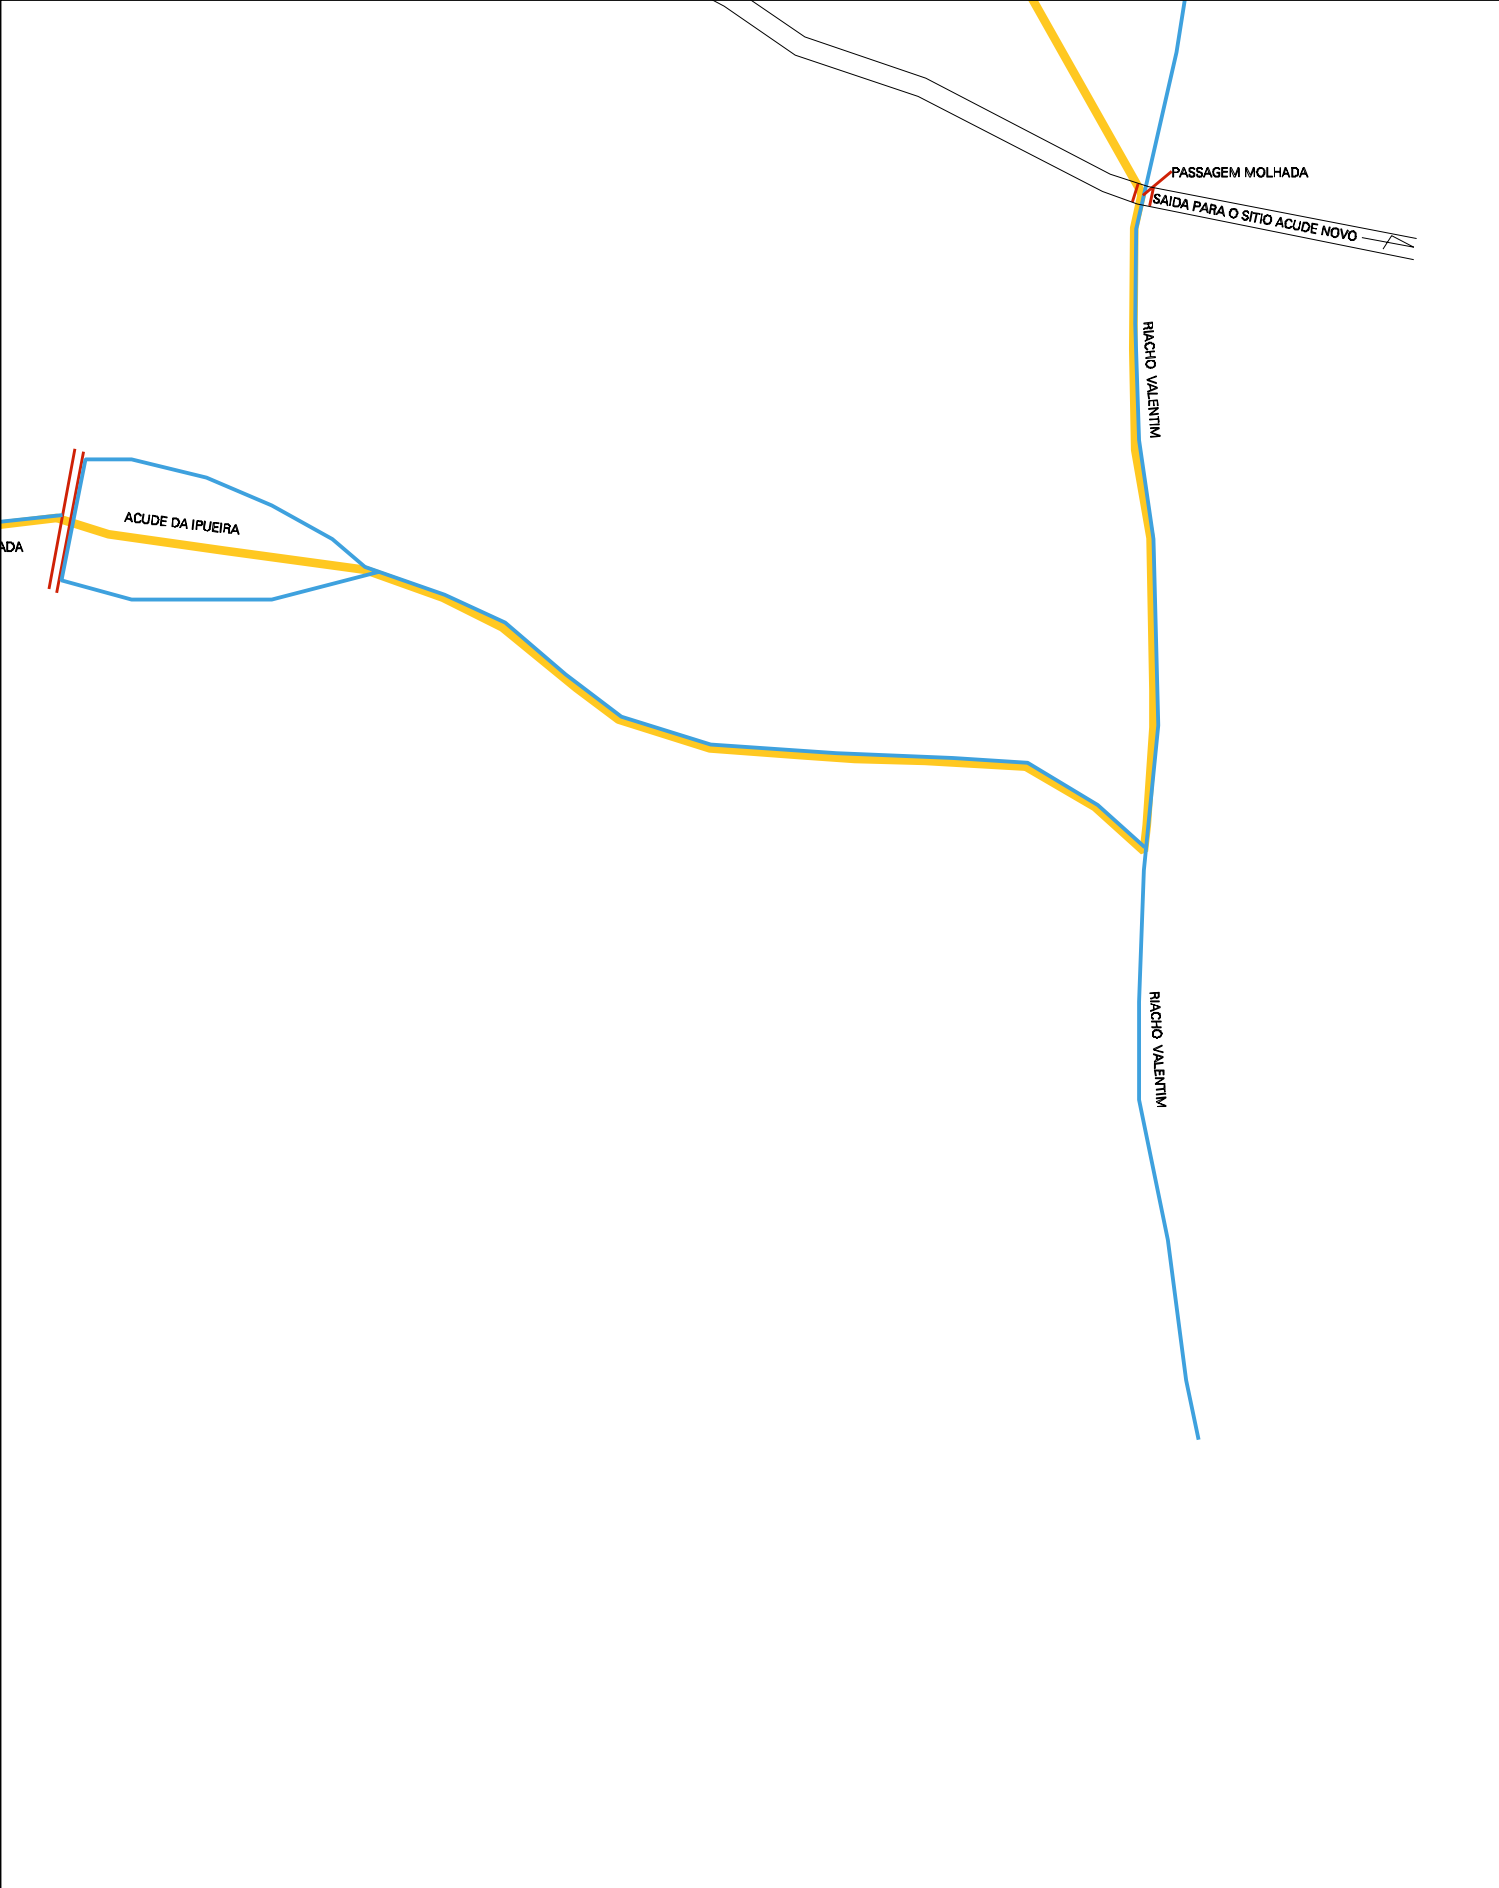 PASSAGEM MOLHADA
SAIDA PARA O SITIO ACUDE NOVO
RIACHO VALENTIM
ACUDE DA IPUEIRA
ADA
RIACHO VALENTIM